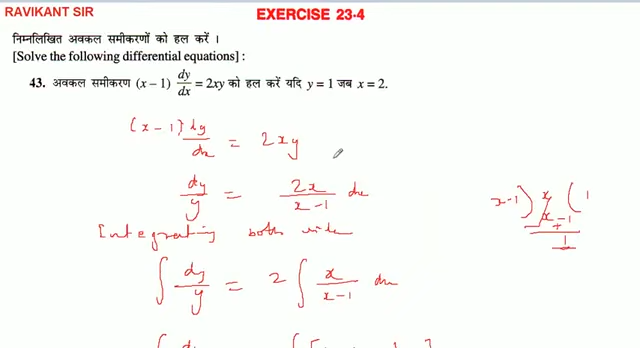 RAVIKANT SIR
EXERCISE 23·4
निम्नलिखित अवकल समीकरणों को हल करें ।
[Solve the following differential equations] :
43. अवकल समीकरण (x – 1) dy/dx = 2xy को हल करें यदि y = 1 जब x = 2.
(x – 1) dy/dx = 2xy
dy/y = 2x/(x–1) dx
x–1) x (1
x–1
– +
1
Integrating both side
∫ dy/y = 2 ∫ x/(x–1) dx